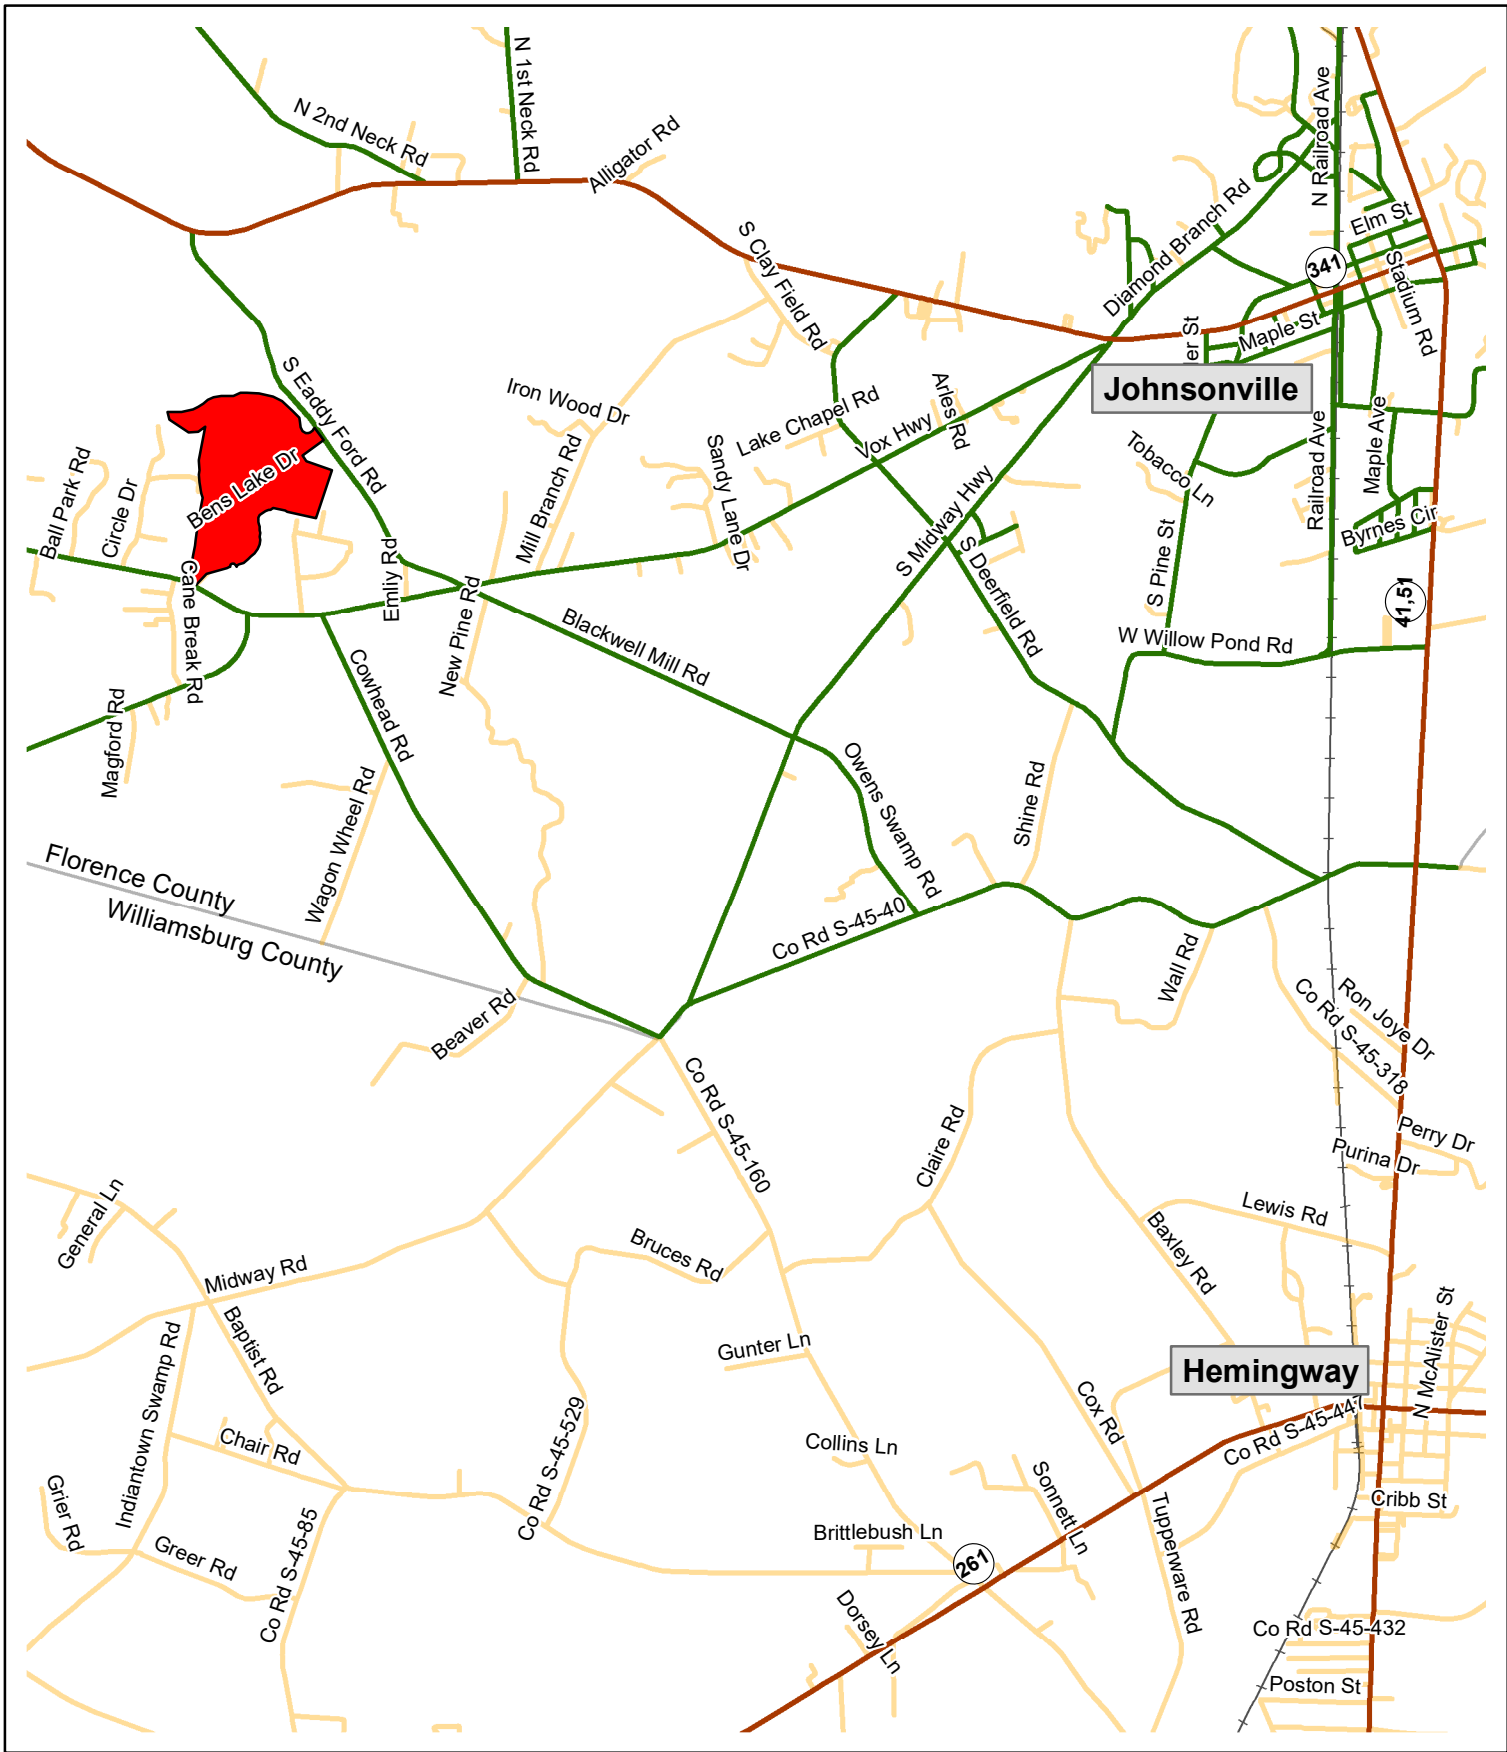 N 1st Neck Rd
N 2nd Neck Rd
Alligator Rd
N Railroad Ave
Diamond Branch Rd
Elm St
341
Stadium Rd
S Clay Field Rd
Maple St
Johnsonville
S Eaddy Ford Rd
Iron Wood Dr
Lake Chapel Rd
Arles Rd
Vox Hwy
Maple Ave
Railroad Ave
Tobacco Ln
Bens Lake Dr
Ball Park Rd
Circle Dr
Mill Branch Rd
Sandy Lane Dr
S Midway Hwy
Byrnes Cir
S Pine St
S Deerfield Rd
41,51
Emliy Rd
Cane Break Rd
New Pine Rd
Blackwell Mill Rd
W Willow Pond Rd
Cowhead Rd
Magford Rd
Wagon Wheel Rd
Owens Swamp Rd
Shine Rd
Florence County
Williamsburg County
Co Rd S-45-40
Wall Rd
Beaver Rd
Ron Joye Dr
Co Rd S-45-318
Co Rd S-45-160
Claire Rd
Perry Dr
Purina Dr
General Ln
Lewis Rd
Baxley Rd
Bruces Rd
Midway Rd
Baptist Rd
Indiantown Swamp Rd
Gunter Ln
N McAlister St
Hemingway
Cox Rd
Co Rd S-45-529
Collins Ln
Chair Rd
Co Rd S-45-447
Grier Rd
Sonnett Ln
Cribb St
Tupperware Rd
Brittlebush Ln
261
Greer Rd
Co Rd S-45-85
Dorsey Ln
Co Rd S-45-432
Poston St